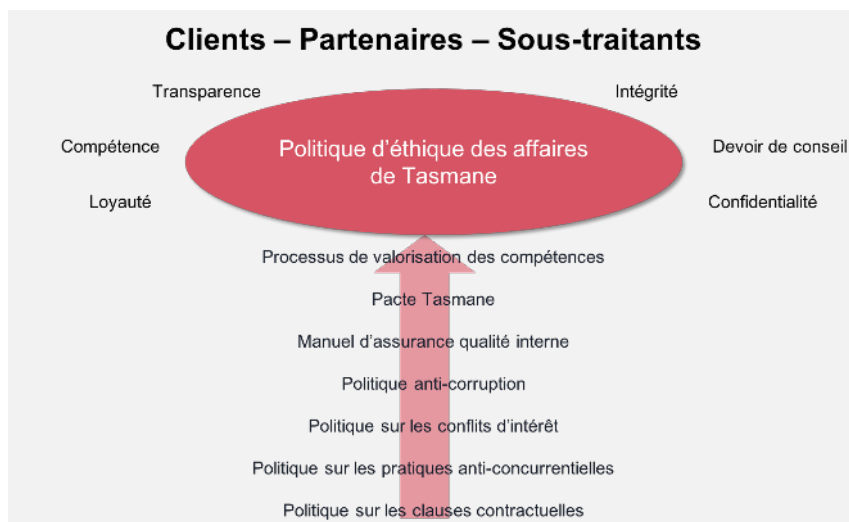 Clients – Partenaires – Sous-traitants
Transparence
Intégrité
Compétence
Politique d'éthique des affaires
de Tasmane
Devoir de conseil
Loyauté
Confidentialité
Processus de valorisation des compétences
Pacte Tasmane
Manuel d'assurance qualité interne
Politique anti-corruption
Politique sur les conflits d'intérêt
Politique sur les pratiques anti-concurrentielles
Politique sur les clauses contractuelles